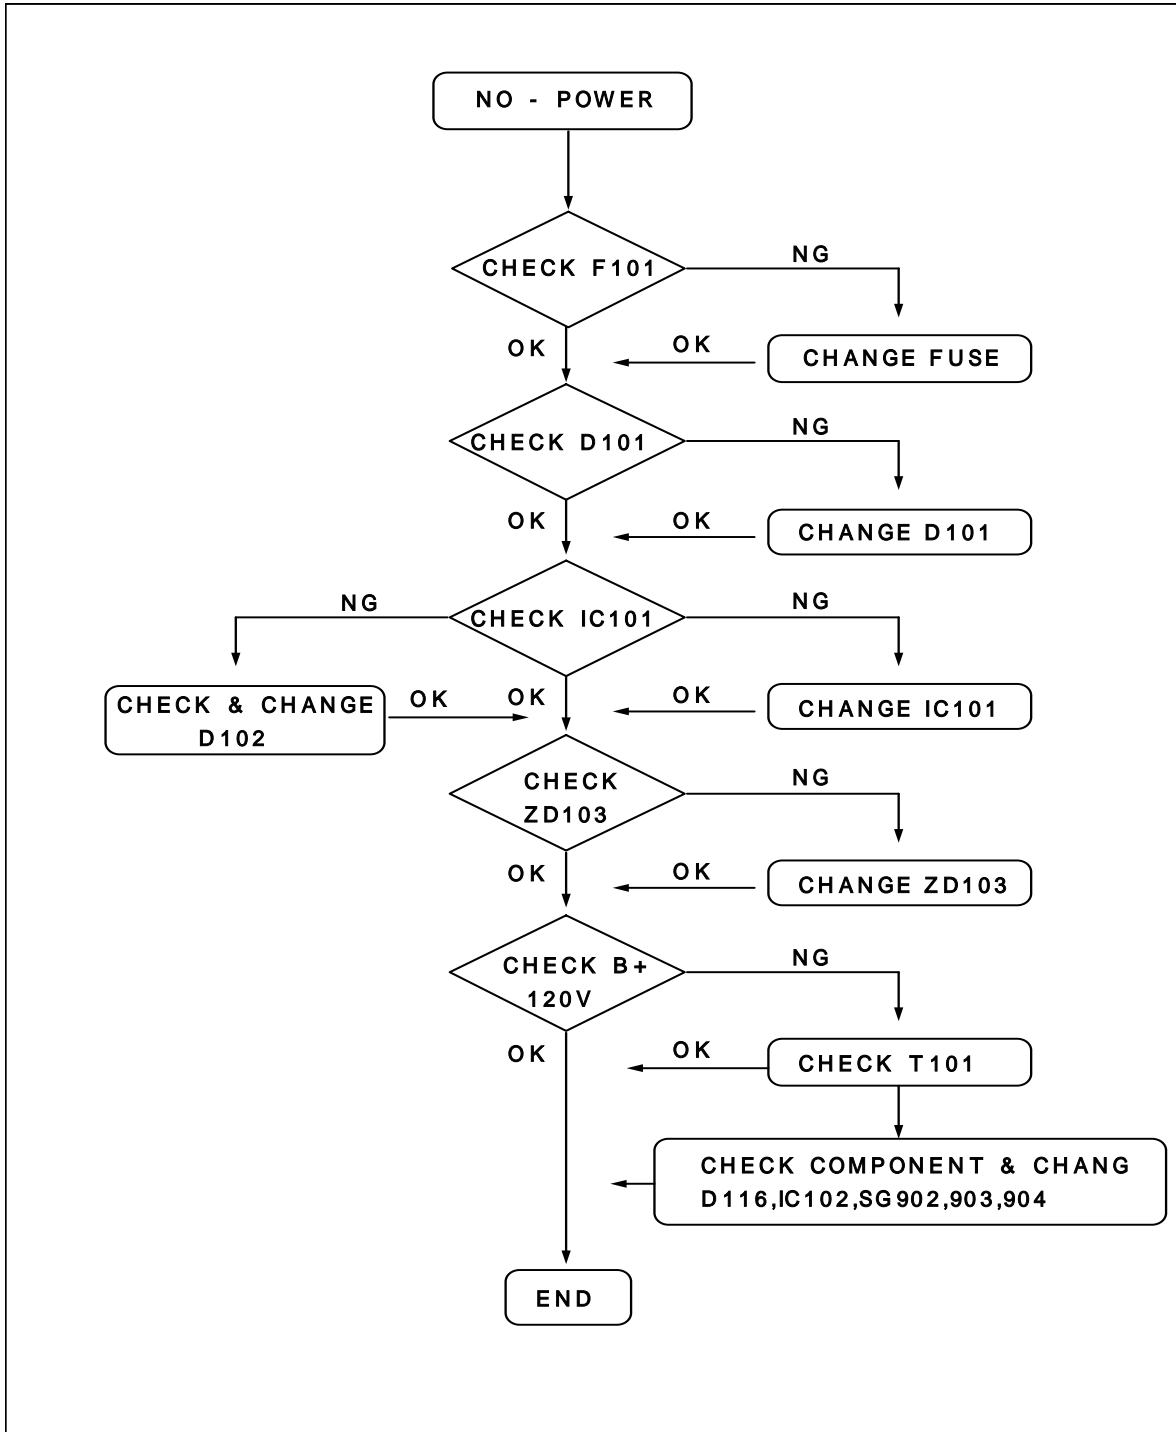 NO - POWER
CHECK F101
NG
OK
OK
CHANGE FUSE
CHECK D101
NG
OK
OK
CHANGE D101
NG
CHECK IC101
NG
CHECK & CHANGE
D102
OK
OK
OK
CHANGE IC101
CHECK
ZD103
NG
OK
OK
CHANGE ZD103
CHECK B+
120V
NG
OK
OK
CHECK T101
CHECK COMPONENT & CHANG
D116,IC102,SG902,903,904
END